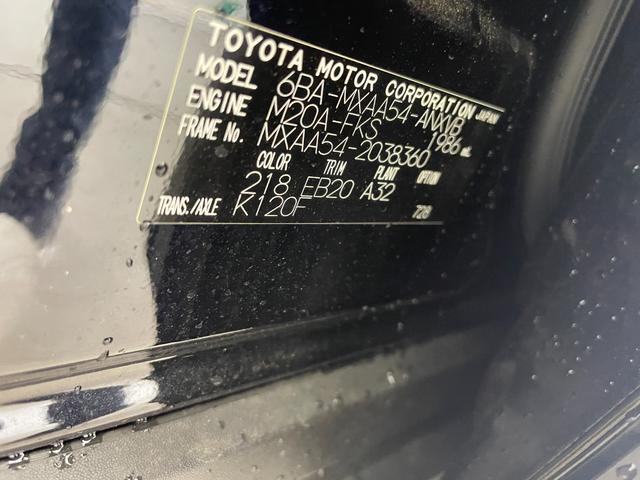 TOYOTA MOTOR CORPORATION JAPAN
MODEL 6BA-MXAA54-ANXVB
ENGINE M20A-FKS 1986 mL
FRAME No. MXAA54-2038360
COLOR TRIM PLANT OPTION
218 EB20 A32
TRANS./AXLE K120F 728